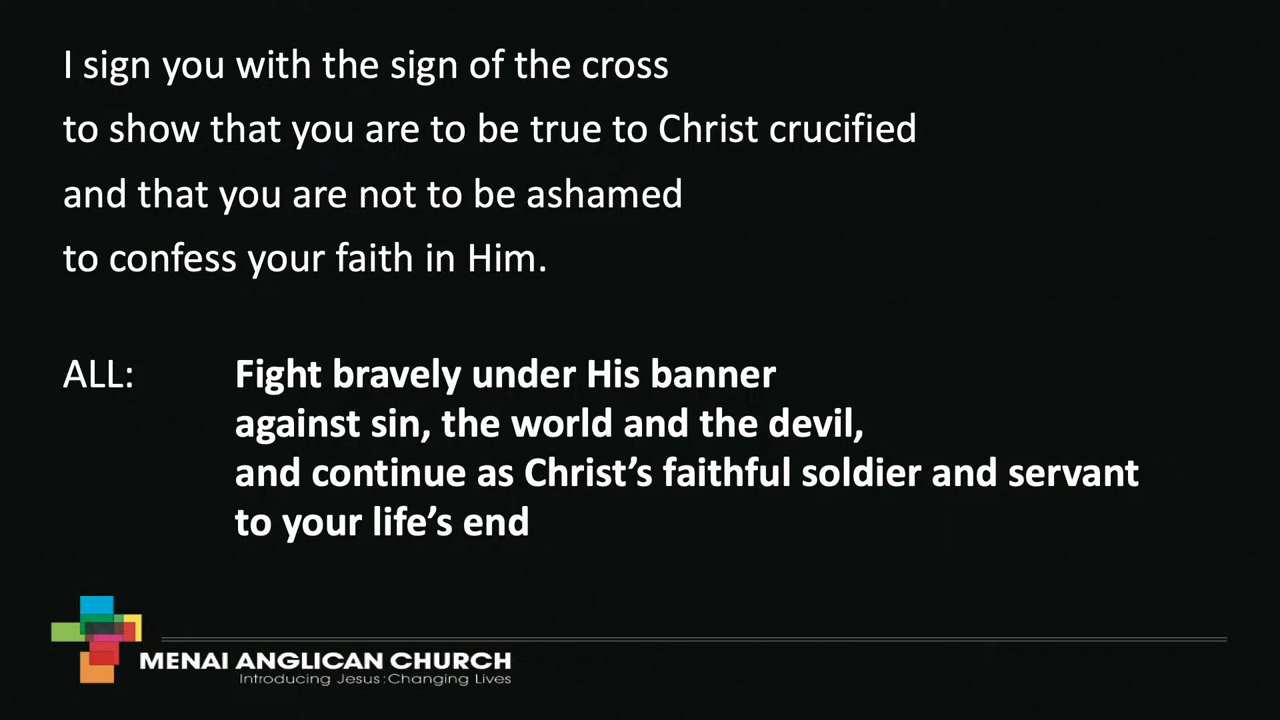 I sign you with the sign of the cross
to show that you are to be true to Christ crucified
and that you are not to be ashamed
to confess your faith in Him.
ALL: Fight bravely under His banner
against sin, the world and the devil,
and continue as Christ’s faithful soldier and servant
to your life’s end
MENAI ANGLICAN CHURCH
Introducing Jesus:Changing Lives